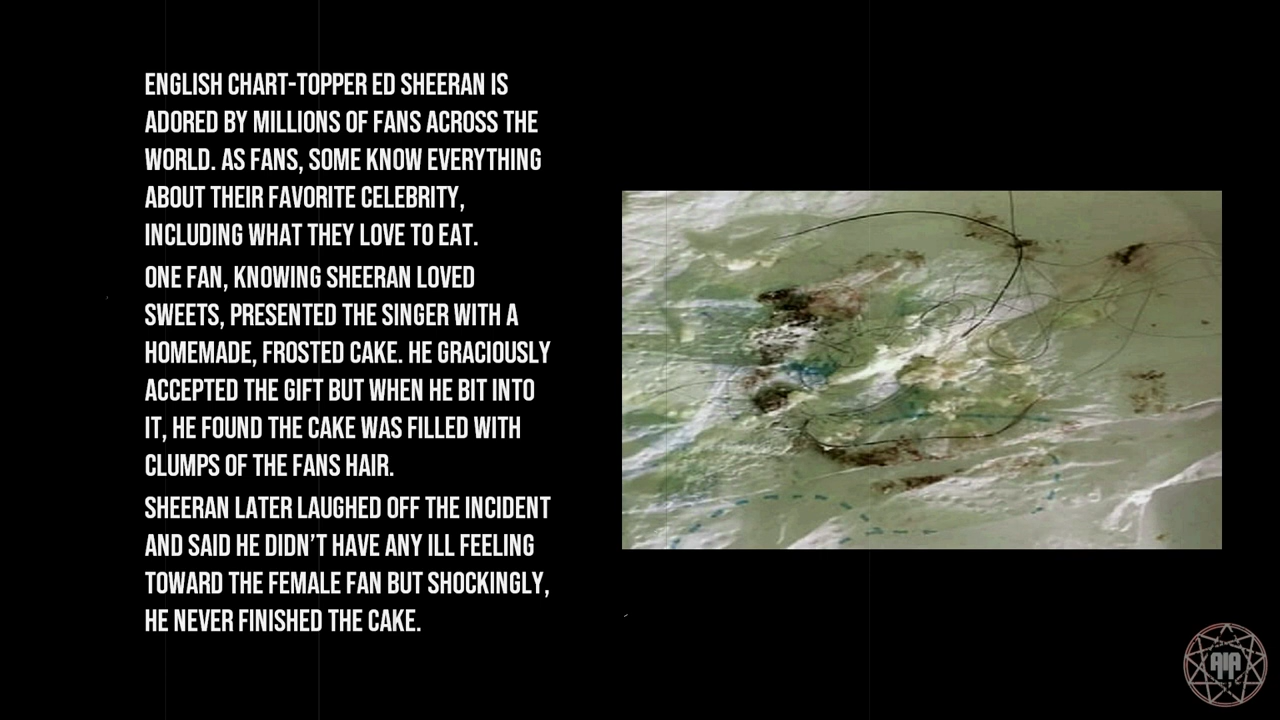 ENGLISH CHART-TOPPER ED SHEERAN IS
ADORED BY MILLIONS OF FANS ACROSS THE
WORLD. AS FANS, SOME KNOW EVERYTHING
ABOUT THEIR FAVORITE CELEBRITY,
INCLUDING WHAT THEY LOVE TO EAT.
ONE FAN, KNOWING SHEERAN LOVED
SWEETS, PRESENTED THE SINGER WITH A
HOMEMADE, FROSTED CAKE. HE GRACIOUSLY
ACCEPTED THE GIFT BUT WHEN HE BIT INTO
IT, HE FOUND THE CAKE WAS FILLED WITH
CLUMPS OF THE FANS HAIR.
SHEERAN LATER LAUGHED OFF THE INCIDENT
AND SAID HE DIDN'T HAVE ANY ILL FEELING
TOWARD THE FEMALE FAN BUT SHOCKINGLY,
HE NEVER FINISHED THE CAKE.